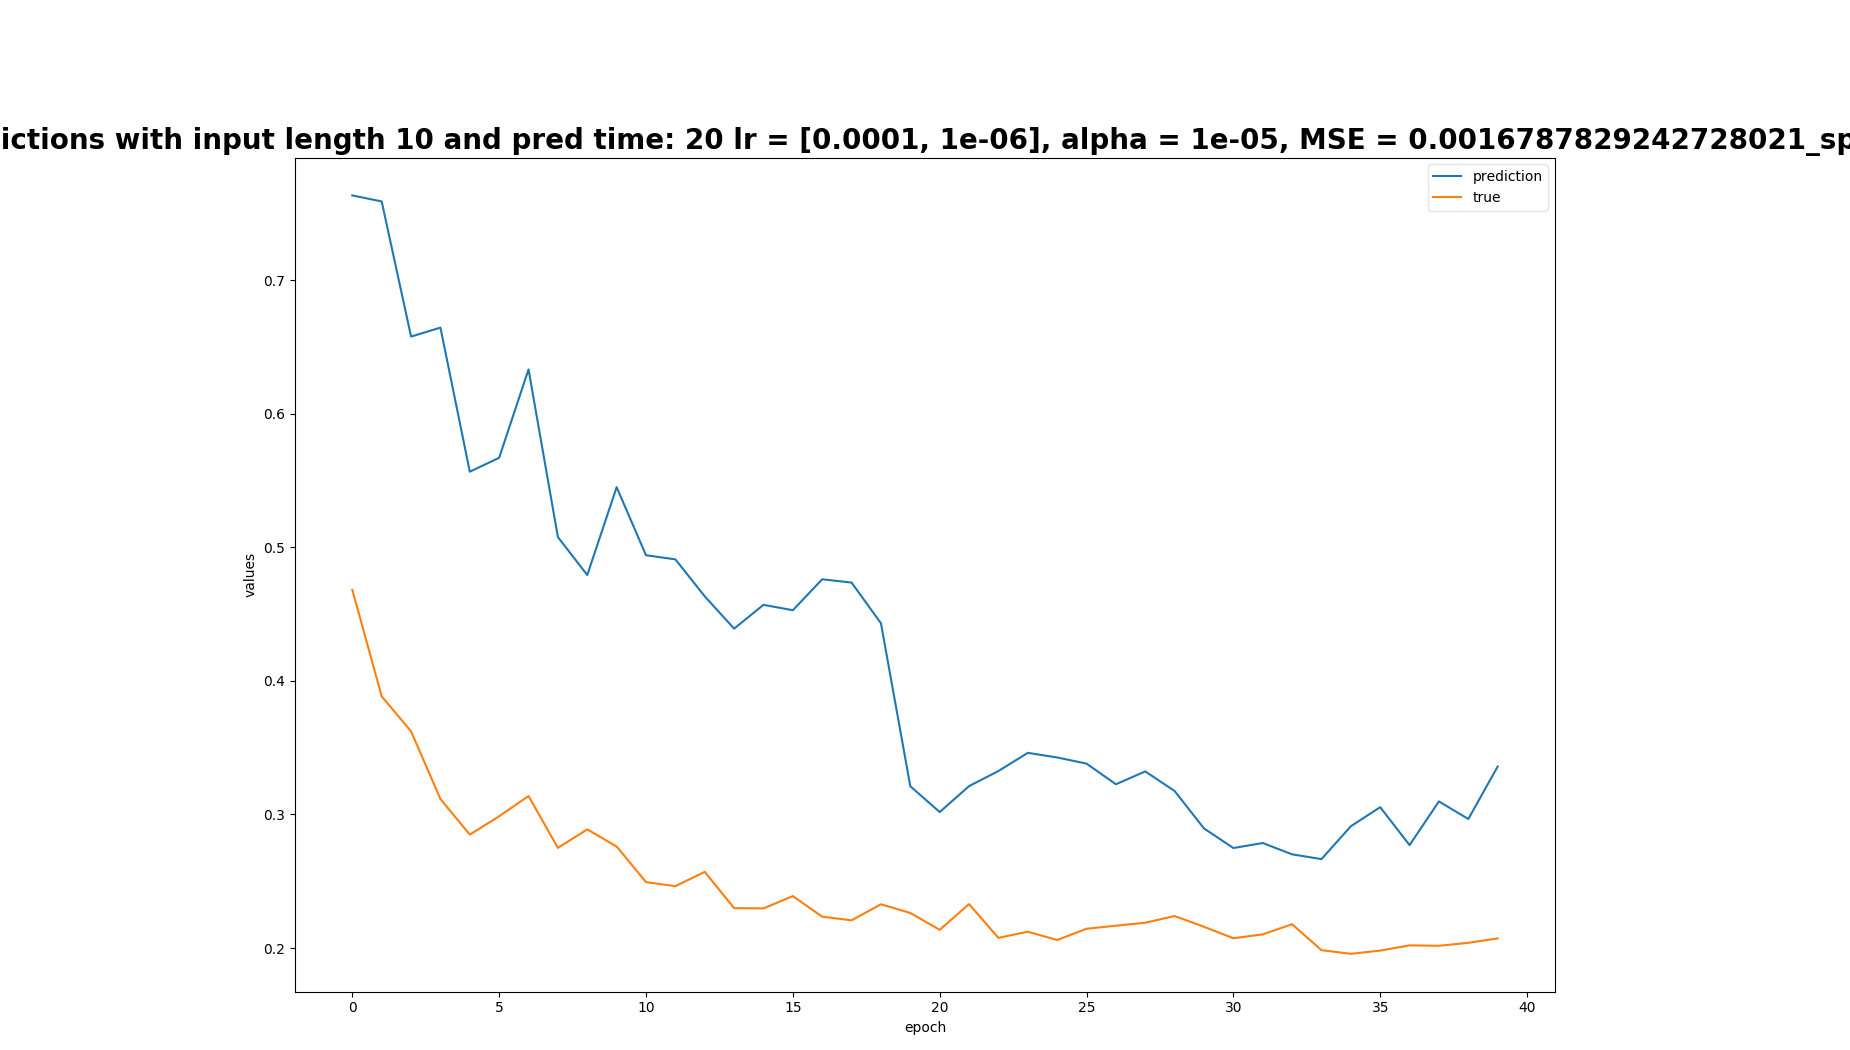 ictions with input length 10 and pred time: 20 lr = [0.0001, 1e-06], alpha = 1e-05, MSE = 0.0016787829242728021_sp
prediction
true
0.7
0.6
0.5
0.4
0.3
0.2
values
0 5 10 15 20 25 30 35 40
epoch